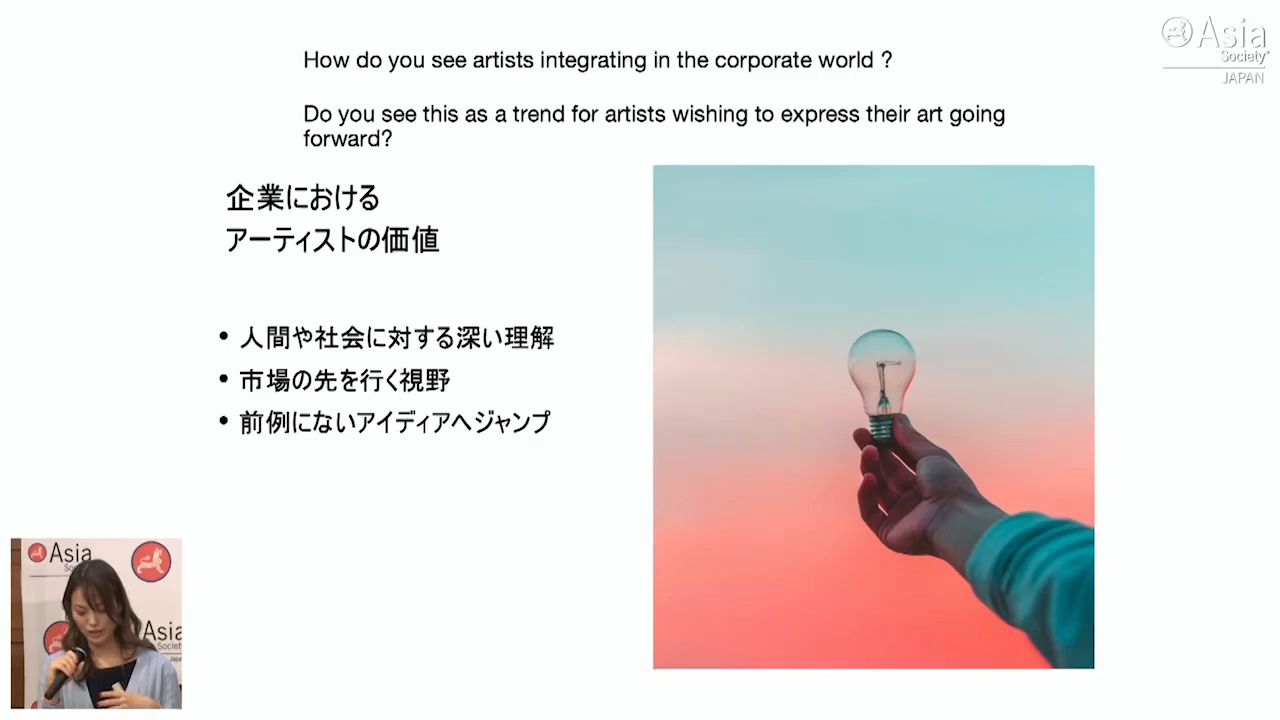 How do you see artists integrating in the corporate world ?
Do you see this as a trend for artists wishing to express their art going
forward?
企業における
アーティストの価値
• 人間や社会に対する深い理解
• 市場の先を行く視野
• 前例にないアイディアへジャンプ
Asia
Society
JAPAN
Asia
Asia
Society
Japan